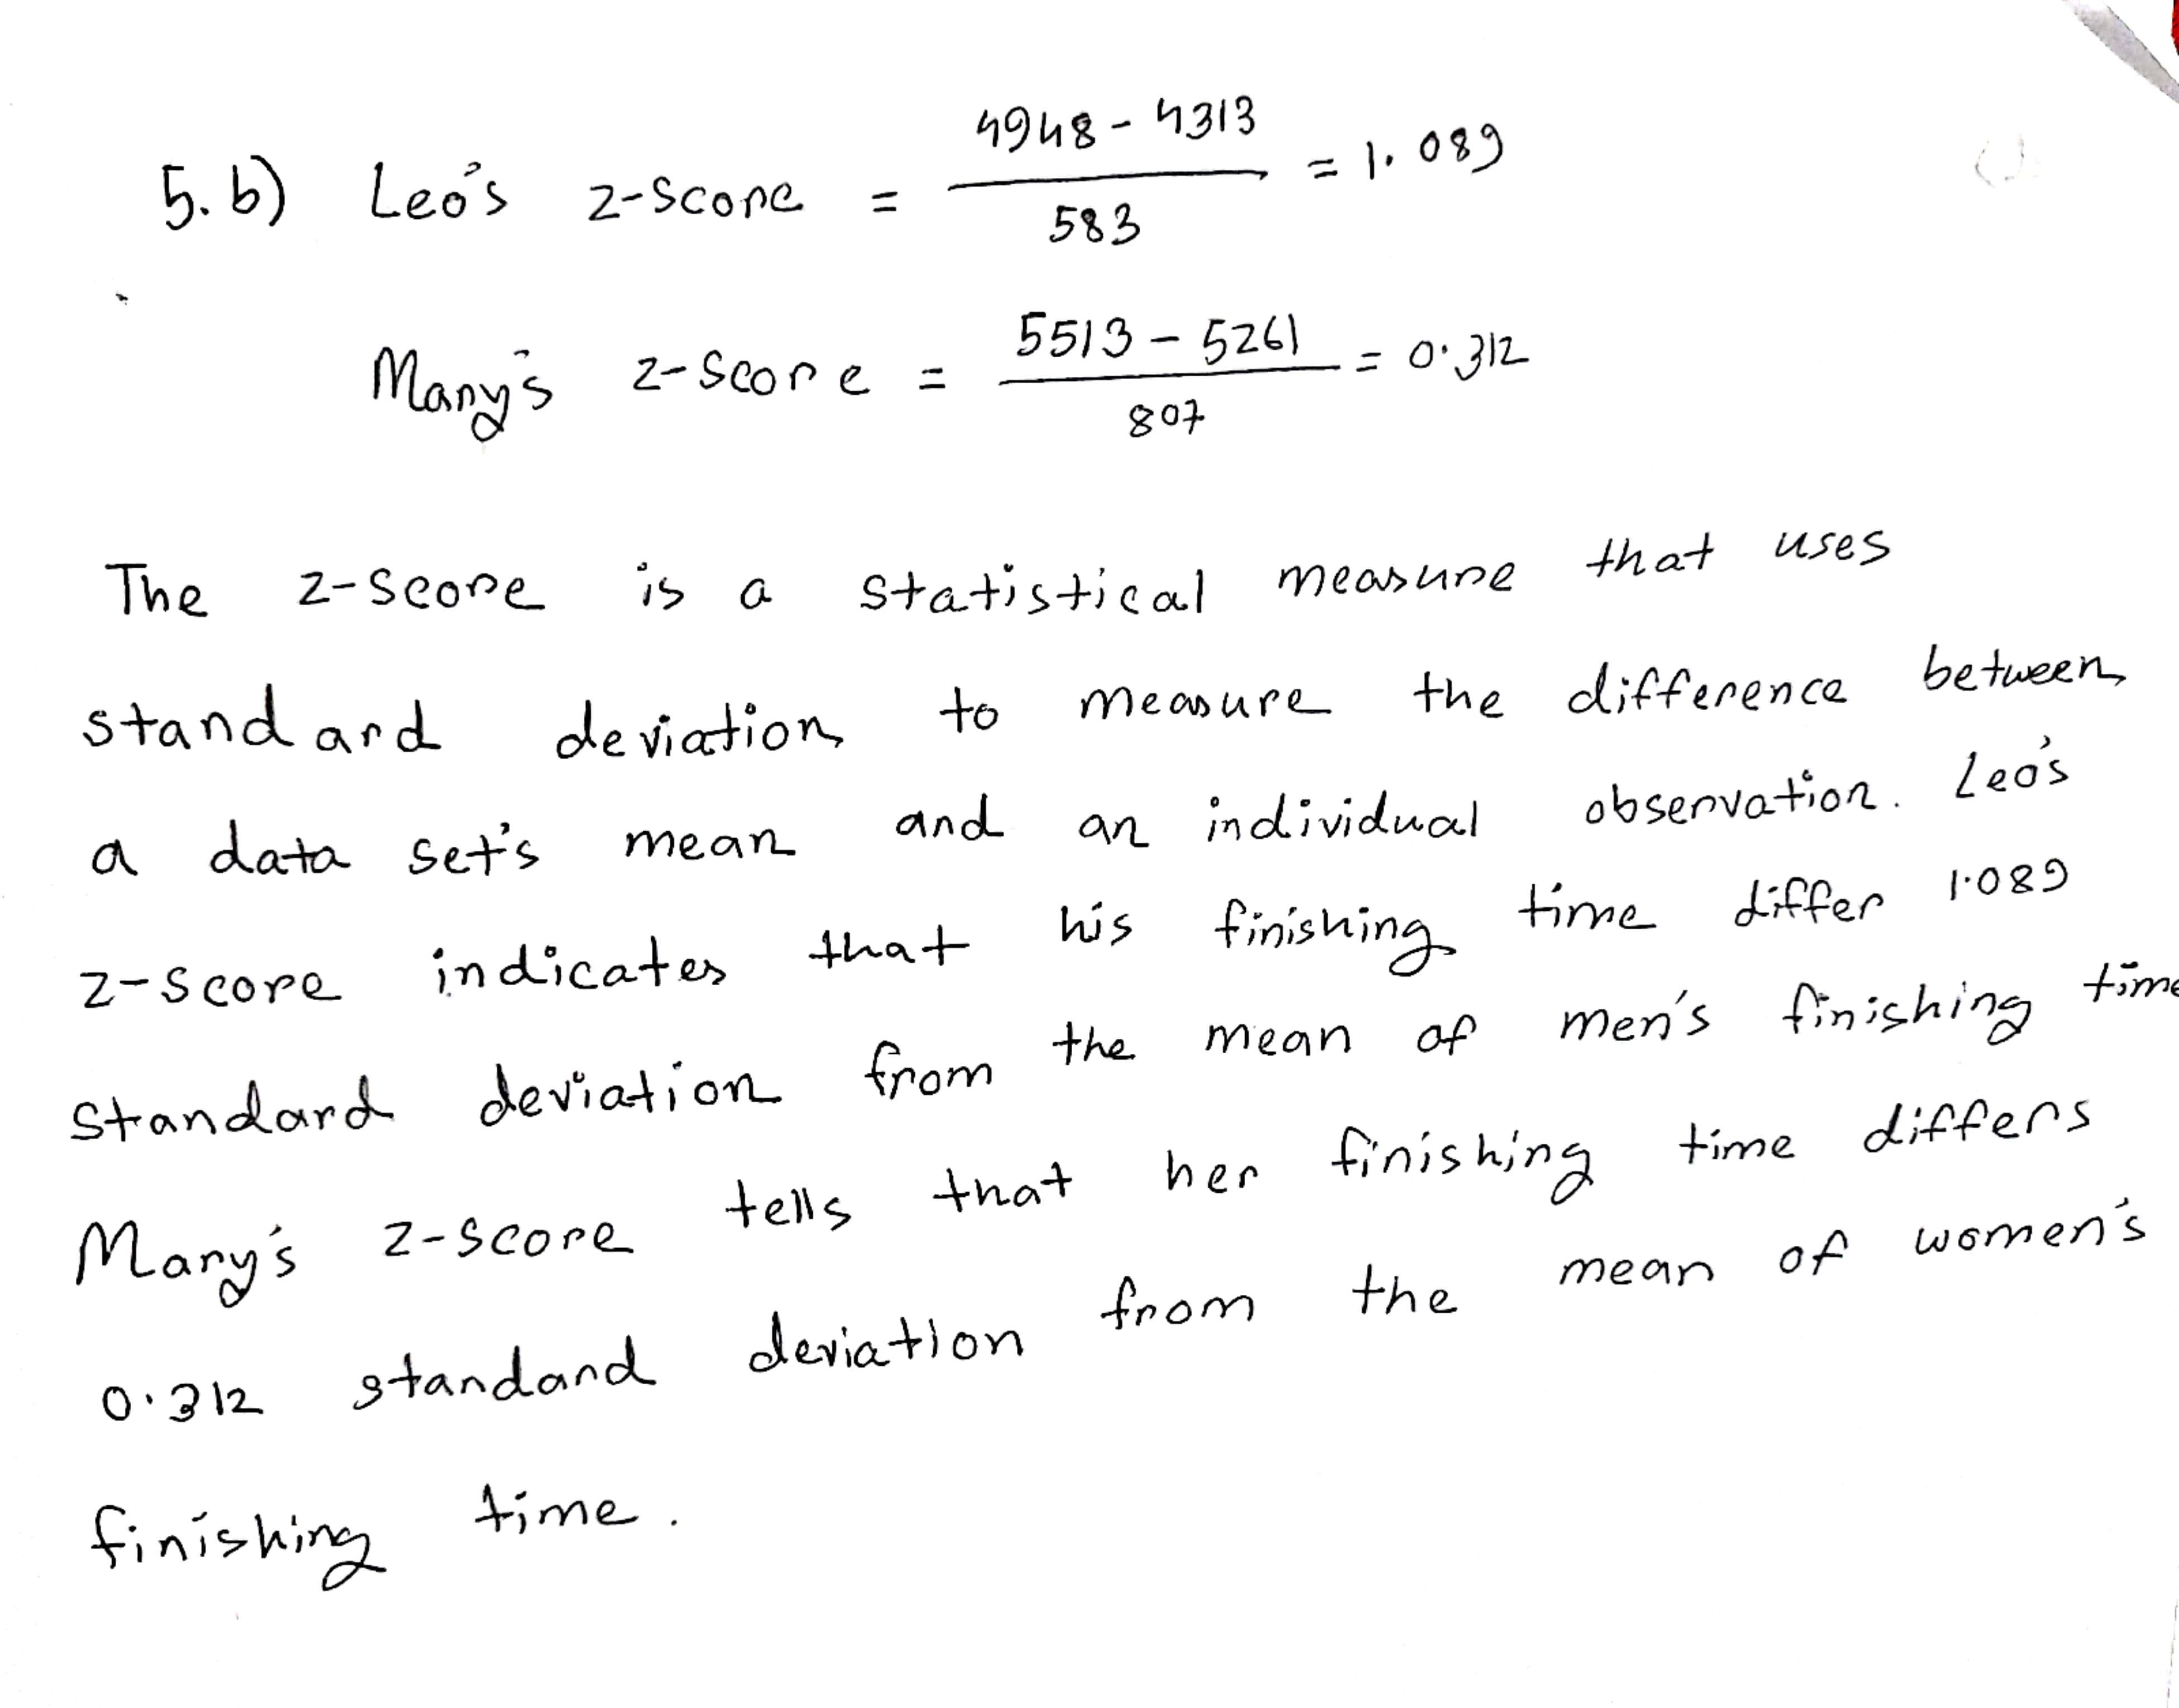 5.b) Leo's z-score = 4948 - 4313 / 583 = 1.089
Mary's z-score = 5513 - 5261 / 807 = 0.312
The z-score is a statistical measure that uses
standard deviation to measure the difference between
a data set's mean and an individual observation. Leo's
z-score indicates that his finishing time differ 1.089
standard deviation from the mean of men's finishing time
Mary's z-score tells that her finishing time differs
0.312 standard deviation from the mean of women's
finishing time.